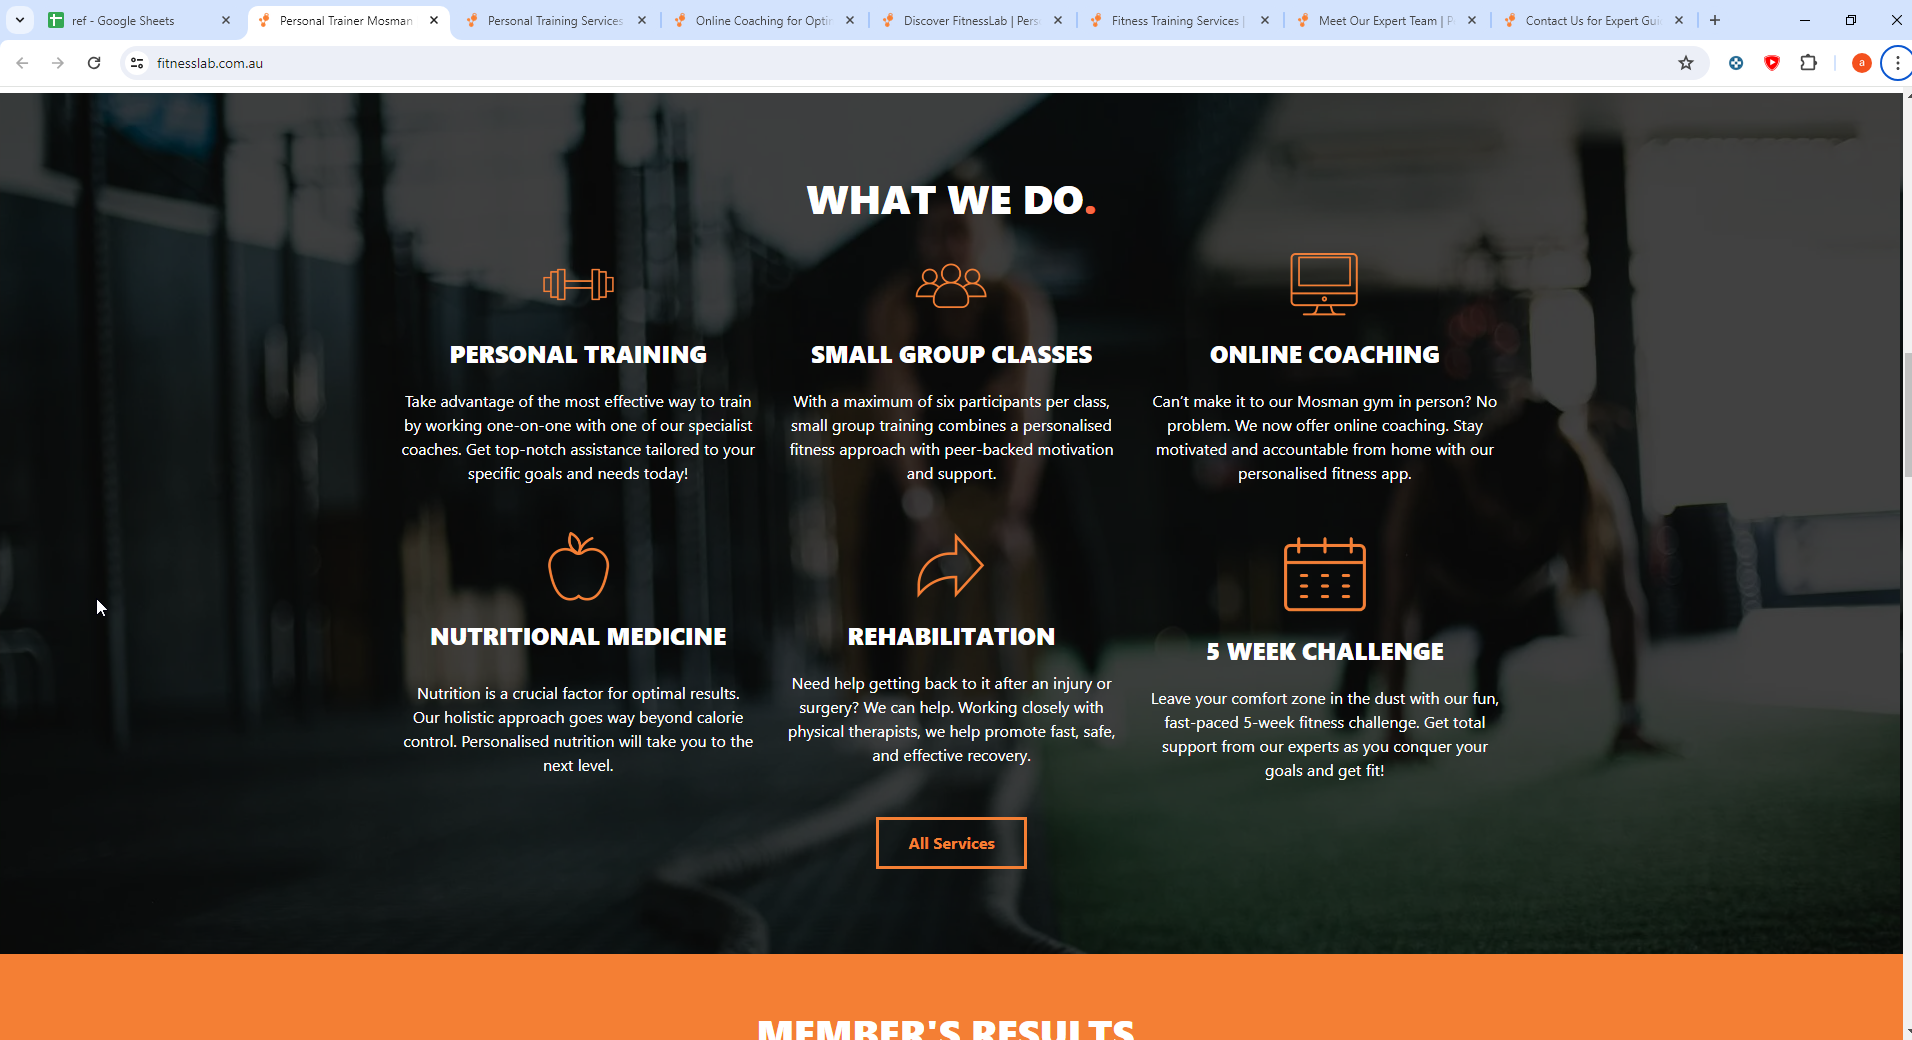 ref - Google Sheets
Personal Trainer Mosman
Personal Training Services
Online Coaching for Opti
Discover FitnessLab | Pers
Fitness Training Services |
Meet Our Expert Team | P
Contact Us for Expert Gui
fitnesslab.com.au
a
WHAT WE DO.
PERSONAL TRAINING
Take advantage of the most effective way to train
by working one-on-one with one of our specialist
coaches. Get top-notch assistance tailored to your
specific goals and needs today!
SMALL GROUP CLASSES
With a maximum of six participants per class,
small group training combines a personalised
fitness approach with peer-backed motivation
and support.
ONLINE COACHING
Can’t make it to our Mosman gym in person? No
problem. We now offer online coaching. Stay
motivated and accountable from home with our
personalised fitness app.
NUTRITIONAL MEDICINE
Nutrition is a crucial factor for optimal results.
Our holistic approach goes way beyond calorie
control. Personalised nutrition will take you to the
next level.
REHABILITATION
Need help getting back to it after an injury or
surgery? We can help. Working closely with
physical therapists, we help promote fast, safe,
and effective recovery.
5 WEEK CHALLENGE
Leave your comfort zone in the dust with our fun,
fast-paced 5-week fitness challenge. Get total
support from our experts as you conquer your
goals and get fit!
All Services
MEMBER'S RESULTS